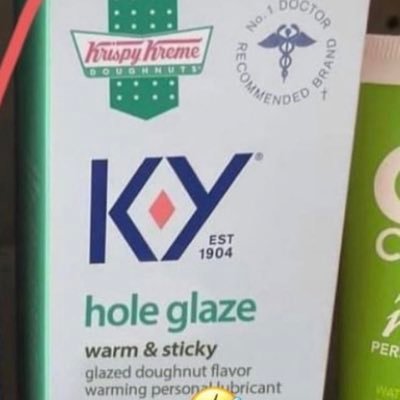 Krispy Kreme
DOUGHNUTS
No. 1 DOCTOR
RECOMMENDED BRAND †
KY®
EST
1904
hole glaze
warm & sticky
glazed doughnut flavor
warming personal lubricant
PER